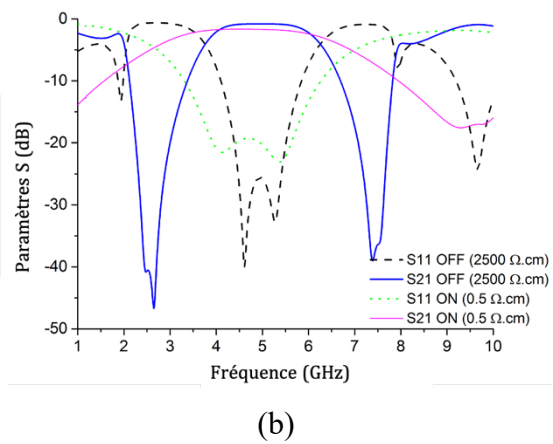 0
-10
-20
-30
-40
-50
Paramètres S (dB)
S11 OFF (2500 Ω.cm)
S21 OFF (2500 Ω.cm)
S11 ON (0.5 Ω.cm)
S21 ON (0.5 Ω.cm)
1 2 3 4 5 6 7 8 9 10
Fréquence (GHz)
(b)